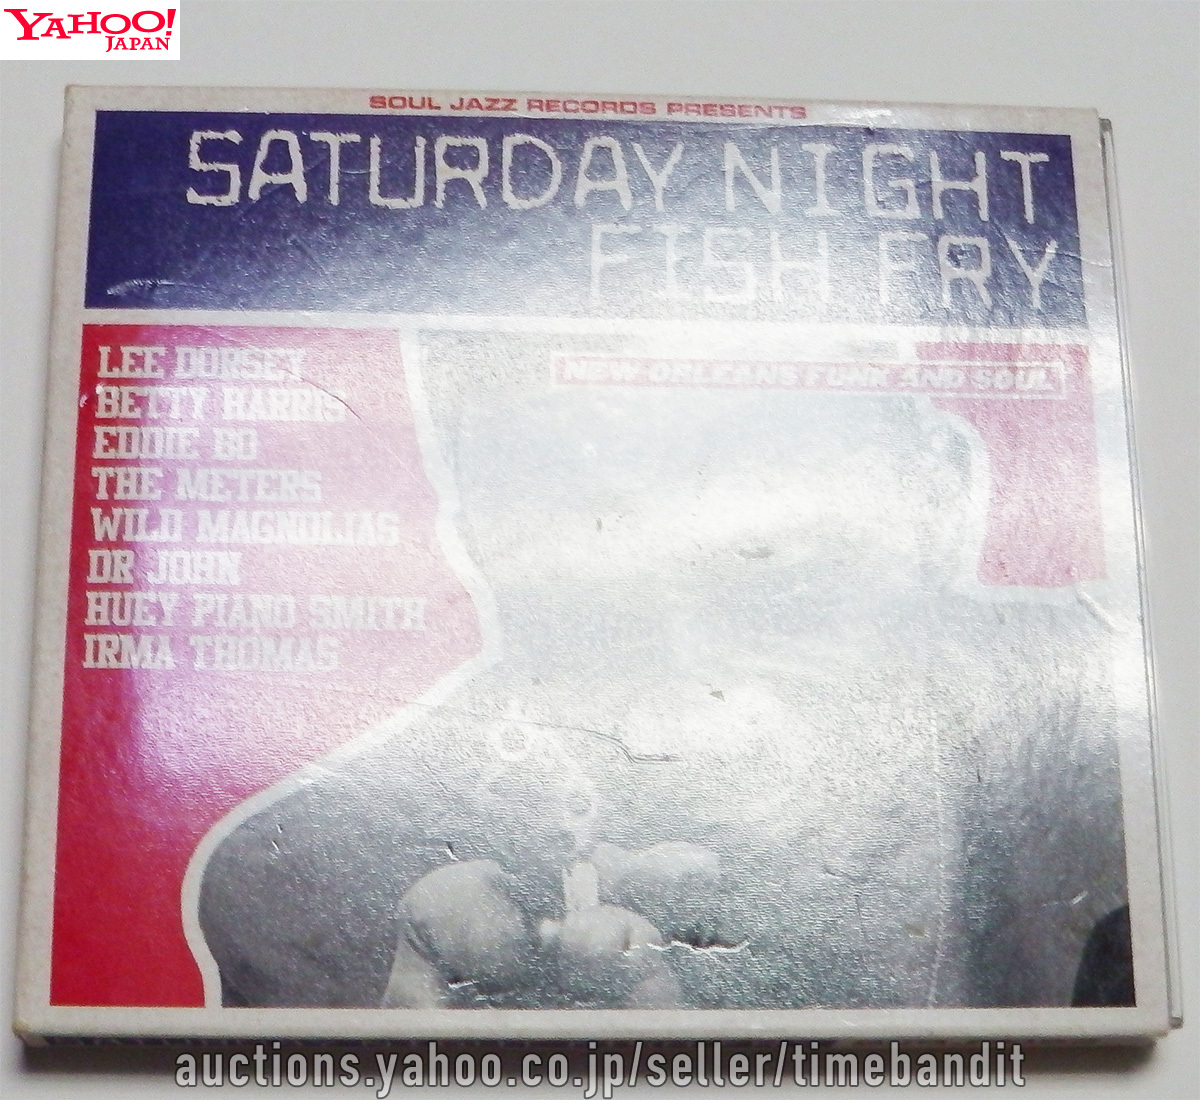 YAHOO!
JAPAN
SOUL JAZZ RECORDS PRESENTS
SATURDAY NIGHT
FISH FRY
NEW ORLEANS FUNK AND SOUL
LEE DORSEY
BETTY HARRIS
EDDIE BO
THE METERS
WILD MAGNOLIAS
DR JOHN
HUEY PIANO SMITH
IRMA THOMAS
auctions.yahoo.co.jp/seller/timebandit